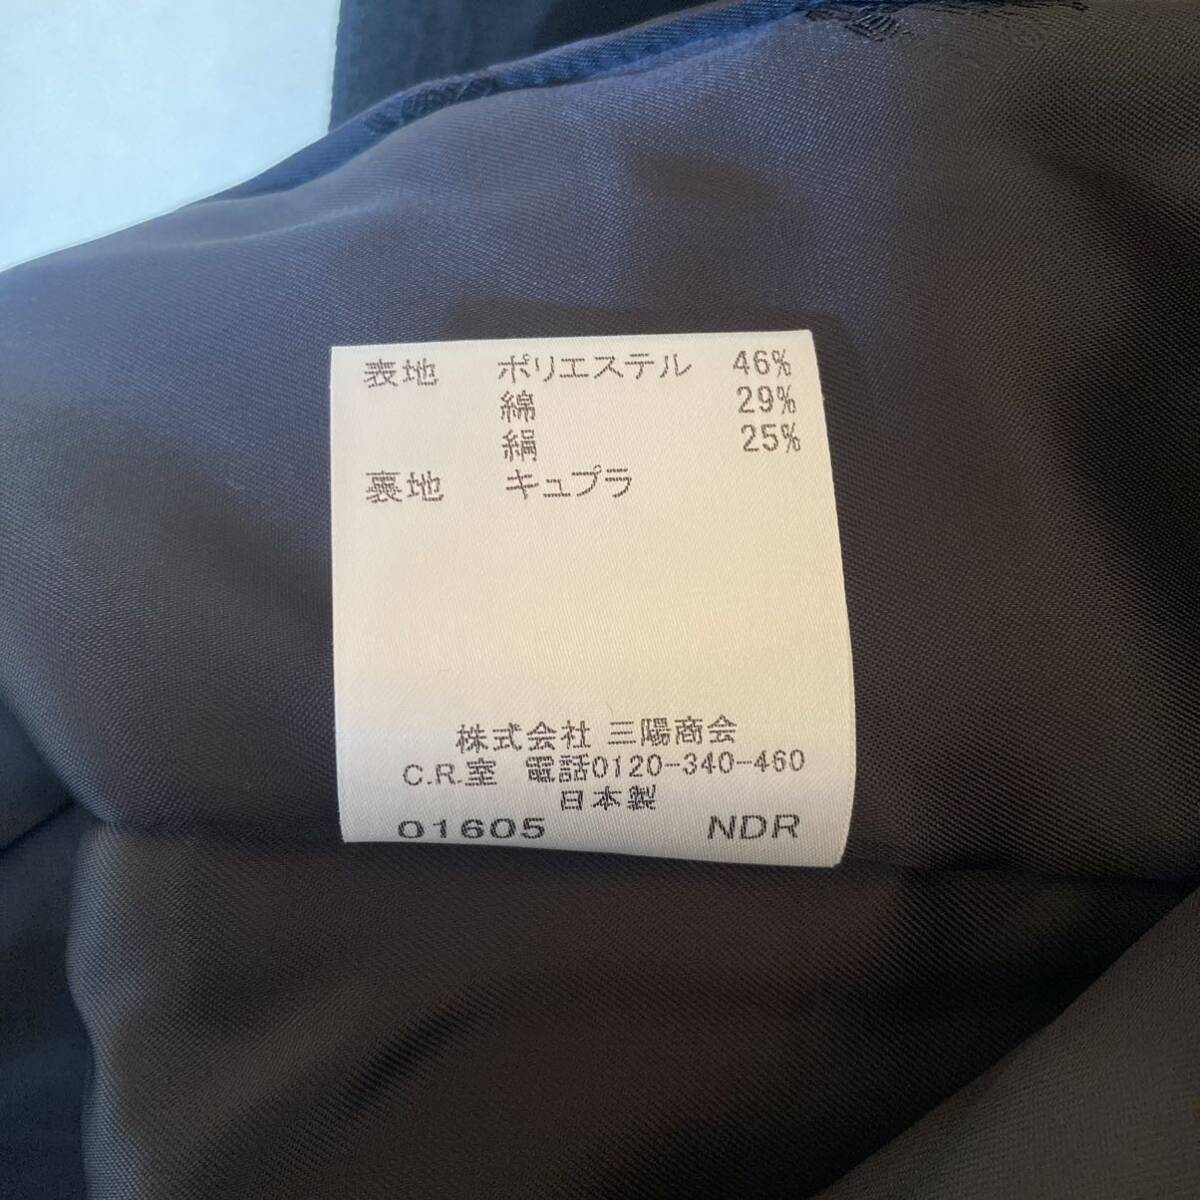 表地 ポリエステル 46%
綿 29%
絹 25%
裏地 キュプラ
株式会社 三陽商会
C.R.室 電話0120-340-460
日本製
01605 NDR